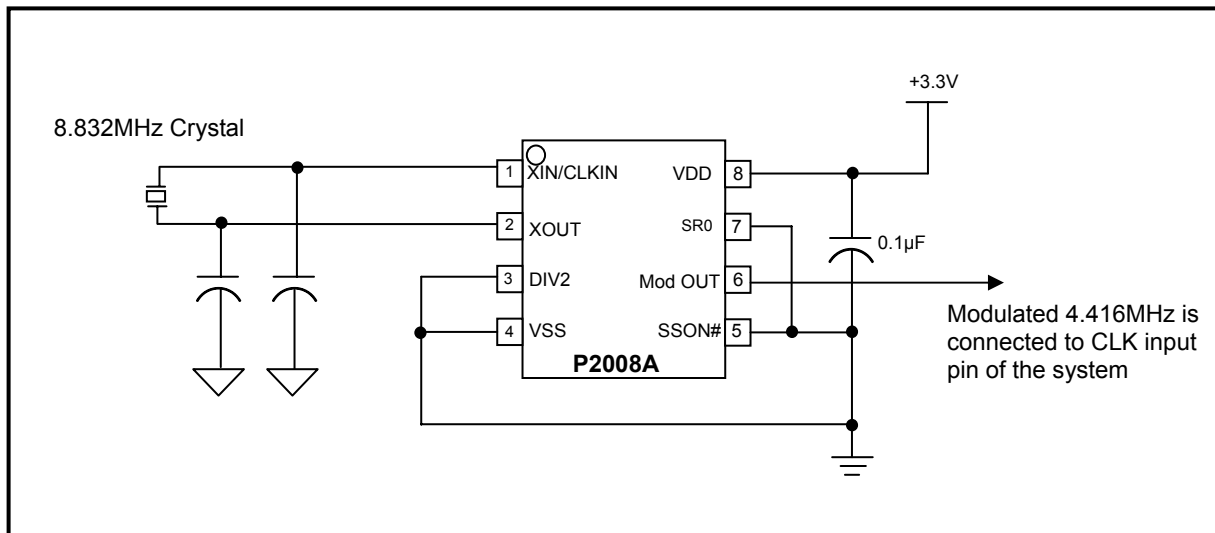 +3.3V
8.832MHz Crystal
1 XIN/CLKIN VDD 8
2 XOUT SR0 7
0.1µF
3 DIV2 Mod OUT 6
4 VSS SSON# 5
P2008A
Modulated 4.416MHz is
connected to CLK input
pin of the system